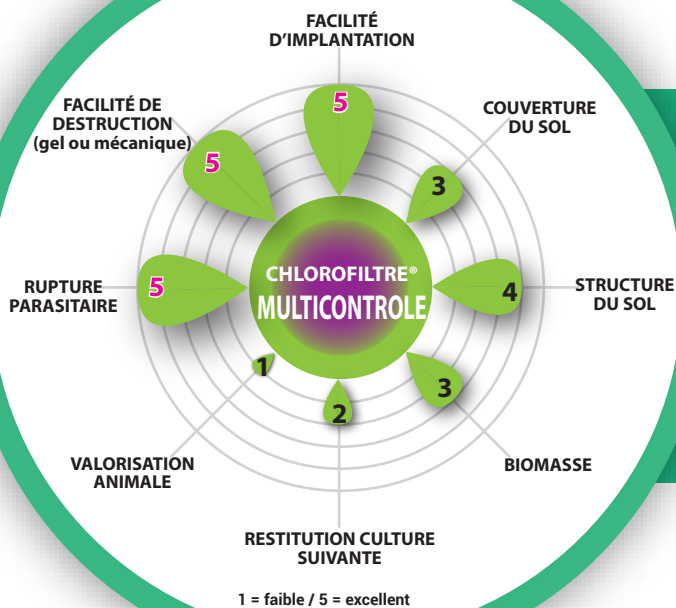 FACILITÉ
D'IMPLANTATION
5
FACILITÉ DE
DESTRUCTION
(gel ou mécanique)
5
COUVERTURE
DU SOL
3
RUPTURE
PARASITAIRE
5
CHLOROFILTRE®
MULTICONTROLE
4
STRUCTURE
DU SOL
1
2
3
VALORISATION
ANIMALE
BIOMASSE
RESTITUTION CULTURE
SUIVANTE
1 = faible / 5 = excellent